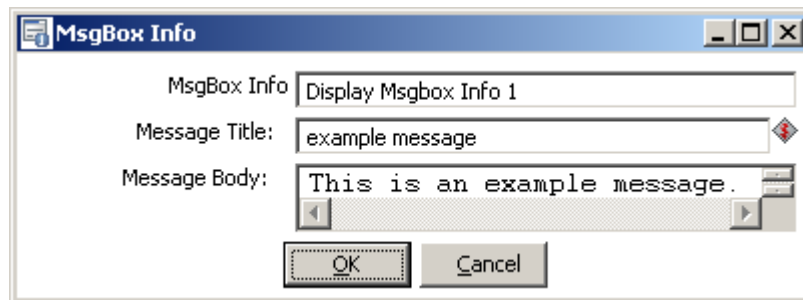 MsgBox Info
MsgBox Info Display Msgbox Info 1
Message Title: example message
Message Body: This is an example message.
OK Cancel